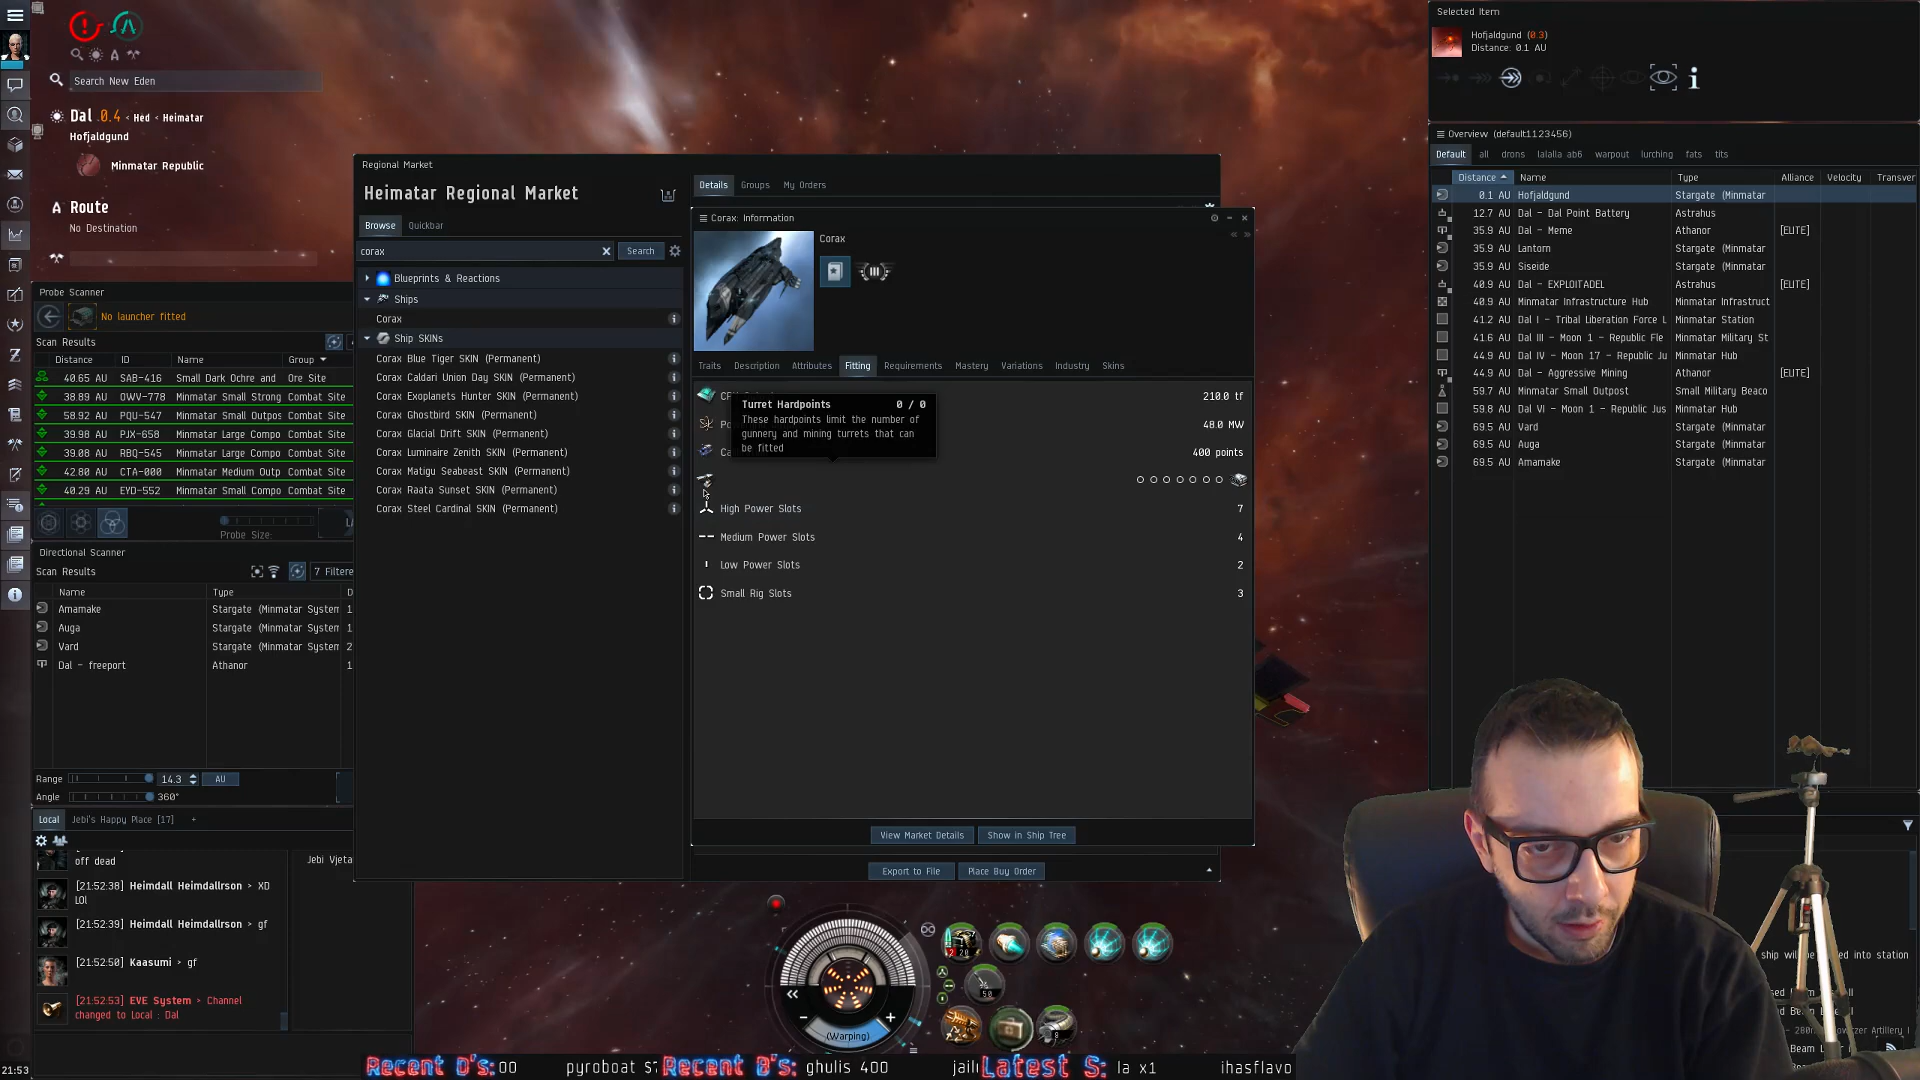 Search New Eden
Dal 0.4 < Hed < Heimatar
Hofjaldgund
Minmatar Republic
Route
No Destination
Probe Scanner
No launcher fitted
Scan Results
Distance ID Name Group
40.65 AU SAB-416 Small Dark Ochre and Ore Site
38.89 AU OWV-778 Minmatar Small Strong Combat Sit
58.92 AU PQU-547 Minmatar Small Outpos Combat Sit
39.98 AU PJX-658 Minmatar Large Compo Combat Sit
39.08 AU RBQ-545 Minmatar Large Compo Combat Sit
42.80 AU CTA-000 Minmatar Medium Outp Combat Sit
40.29 AU EYD-552 Minmatar Small Compo Combat Sit
Probe Size:
Directional Scanner
Scan Results 7 Filtere
Name Type D
Amamake Stargate (Minmatar System 1
Auga Stargate (Minmatar System 1
Vard Stargate (Minmatar System 2
Dal - freeport Athanor 1
Range 14.3 AU
Angle 360°
Local Jebi's Happy Place [17] +
off dead
[21:52:38] Heimdall Heimdallrson > XD
LOl
[21:52:39] Heimdall Heimdallrson > gf
[21:52:50] Kaasumi > gf
[21:52:53] EVE System > Channel
changed to Local : Dal
Jebi Vjeta
21:53
Regional Market
Heimatar Regional Market
Browse Quickbar
corax Search
Blueprints & Reactions
Ships
Corax
Ship SKINs
Corax Blue Tiger SKIN (Permanent)
Corax Caldari Union Day SKIN (Permanent)
Corax Exoplanets Hunter SKIN (Permanent)
Corax Ghostbird SKIN (Permanent)
Corax Glacial Drift SKIN (Permanent)
Corax Luminaire Zenith SKIN (Permanent)
Corax Matigu Seabeast SKIN (Permanent)
Corax Raata Sunset SKIN (Permanent)
Corax Steel Cardinal SKIN (Permanent)
Details Groups My Orders
Corax: Information
Corax
Traits Description Attributes Fitting Requirements Mastery Variations Industry Skins
210.0 tf
48.0 MW
400 points
Turret Hardpoints 0 / 0
These hardpoints limit the number of
gunnery and mining turrets that can
be fitted
High Power Slots 7
Medium Power Slots 4
Low Power Slots 2
Small Rig Slots 3
View Market Details Show in Ship Tree
Export to File Place Buy Order
(Warping)
2 20
50
8
Selected Item
Hofjaldgund (0.3)
Distance: 0.1 AU
Overview (default1123456)
Default all drons lalalla ab6 warpout lurching fats tits
Distance Name Type Alliance Velocity Transver
0.1 AU Hofjaldgund Stargate (Minmatar
12.7 AU Dal - Dal Point Battery Astrahus
35.9 AU Dal - Meme Athanor [ELITE]
35.9 AU Lantorn Stargate (Minmatar
35.9 AU Siseide Stargate (Minmatar
40.9 AU Dal - EXPLOITADEL Astrahus [ELITE]
40.9 AU Minmatar Infrastructure Hub Minmatar Infrastruct
41.2 AU Dal I - Tribal Liberation Force L Minmatar Station
41.6 AU Dal III - Moon 1 - Republic Fle Minmatar Military St
44.9 AU Dal IV - Moon 17 - Republic Ju Minmatar Hub
44.9 AU Dal - Aggressive Mining Athanor [ELITE]
59.7 AU Minmatar Small Outpost Small Military Beaco
59.8 AU Dal VI - Moon 1 - Republic Jus Minmatar Hub
69.5 AU Vard Stargate (Minmatar
69.5 AU Auga Stargate (Minmatar
69.5 AU Amamake Stargate (Minmatar
Recent D's: 00 pyroboat Recent B's: ghulis 400 Latest S: la x1 ihasflavo